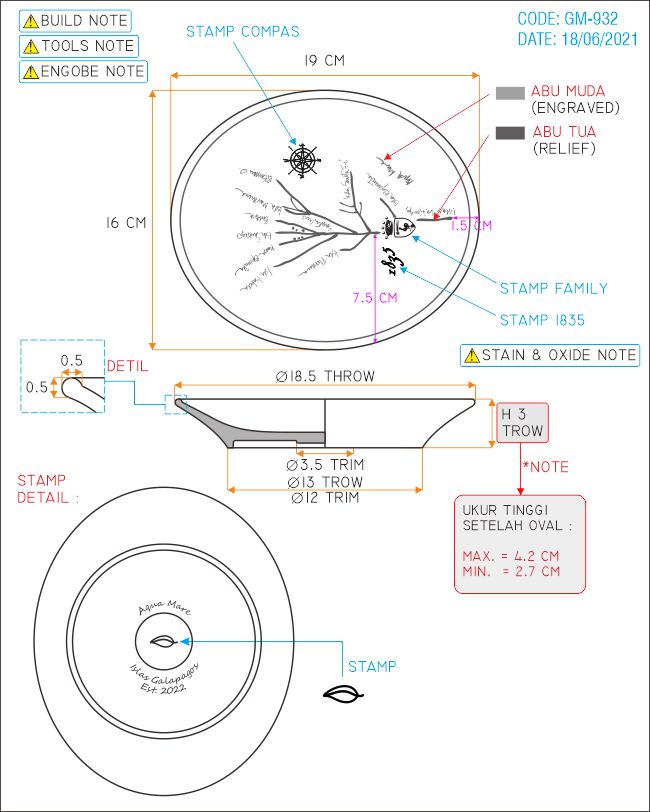 BUILD NOTE
TOOLS NOTE
ENGOBE NOTE
CODE: GM-932
DATE: 18/06/2021
STAMP COMPAS
19 CM
ABU MUDA
(ENGRAVED)
ABU TUA
(RELIEF)
16 CM
1.5 CM
7.5 CM
1835
STAMP FAMILY
STAMP 1835
STAIN & OXIDE NOTE
0.5
0.5
DETIL
Ø18.5 THROW
H 3
TROW
Ø3.5 TRIM
Ø13 TROW
Ø12 TRIM
*NOTE
UKUR TINGGI
SETELAH OVAL :
MAX. = 4.2 CM
MIN. = 2.7 CM
STAMP
DETAIL :
Aqua Mare
Islas Galapagos
Est. 2022
STAMP